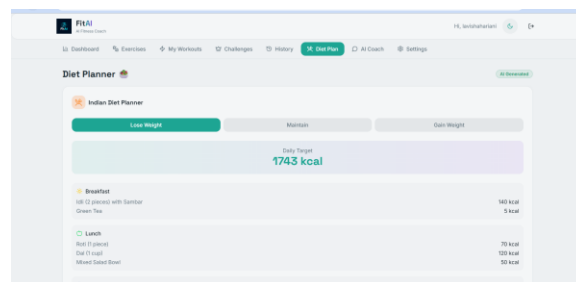 FitAI
AI Fitness Coach
Hi, lavishahariani
Dashboard Exercises My Workouts Challenges History Diet Plan AI Coach Settings
Diet Planner
AI Generated
Indian Diet Planner
Lose Weight Maintain Gain Weight
Daily Target
1743 kcal
Breakfast
Idli (2 pieces) with Sambar 140 kcal
Green Tea 5 kcal
Lunch
Roti (1 piece) 70 kcal
Dal (1 cup) 120 kcal
Mixed Salad Bowl 50 kcal